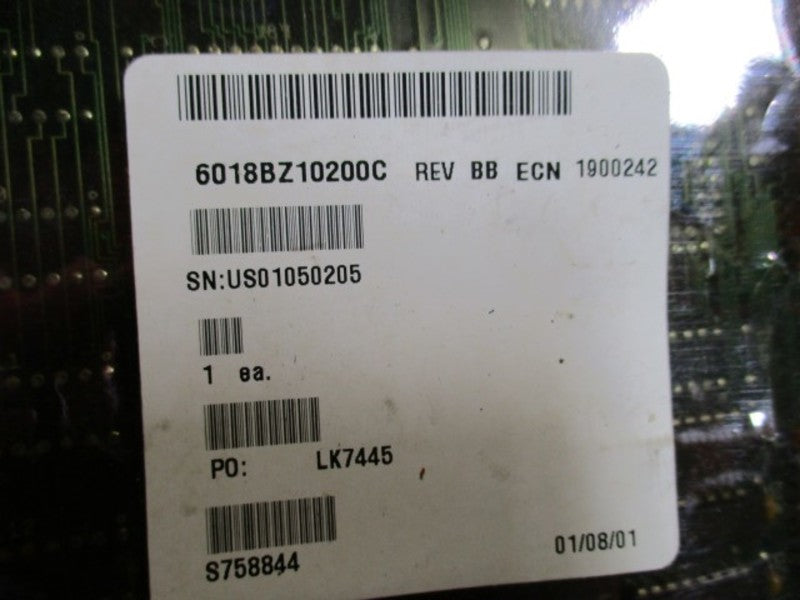 6018BZ10200C REV BB ECN 1900242
SN:US01050205
1 ea.
PO: LK7445
S758844
01/08/01